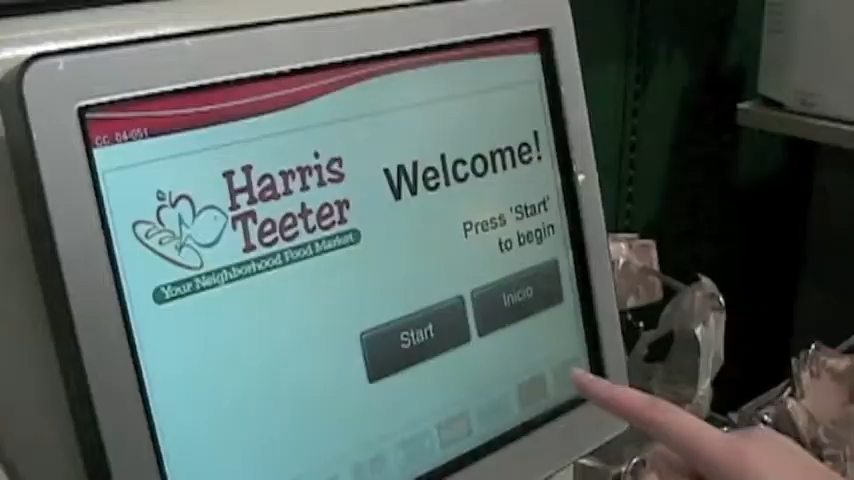 CC 04-051
Harris
Teeter
Your Neighborhood Food Market
Welcome!
Press 'Start'
to begin
Start
Inicio